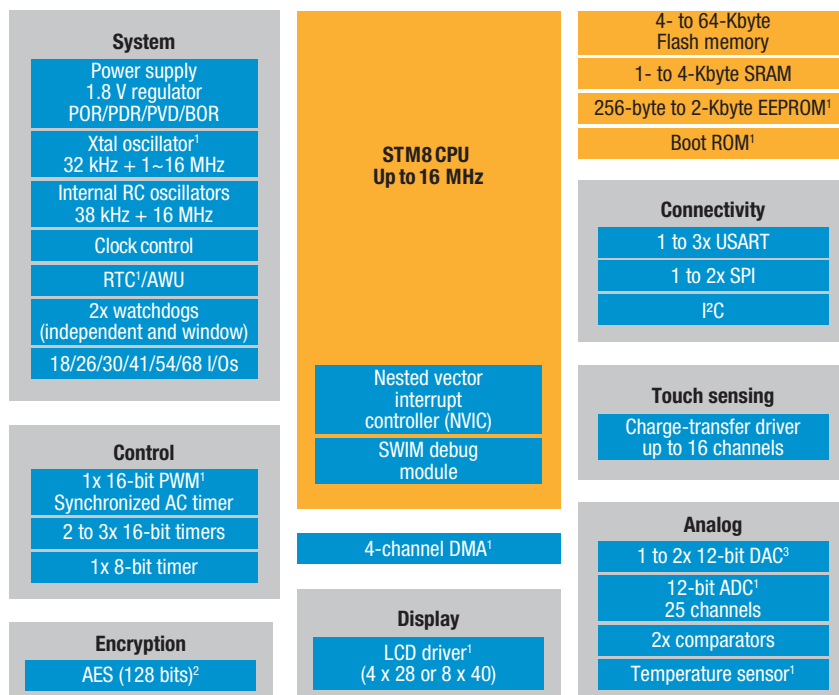 System
Power supply
1.8 V regulator
POR/PDR/PVD/BOR
Xtal oscillator¹
32 kHz + 1~16 MHz
Internal RC oscillators
38 kHz + 16 MHz
Clock control
RTC¹/AWU
2x watchdogs
(independent and window)
18/26/30/41/54/68 I/Os
Control
1x 16-bit PWM¹
Synchronized AC timer
2 to 3x 16-bit timers
1x 8-bit timer
Encryption
AES (128 bits)²
STM8 CPU
Up to 16 MHz
Nested vector
interrupt
controller (NVIC)
SWIM debug
module
4-channel DMA¹
Display
LCD driver¹
(4 x 28 or 8 x 40)
4- to 64-Kbyte
Flash memory
1- to 4-Kbyte SRAM
256-byte to 2-Kbyte EEPROM¹
Boot ROM¹
Connectivity
1 to 3x USART
1 to 2x SPI
I²C
Touch sensing
Charge-transfer driver
up to 16 channels
Analog
1 to 2x 12-bit DAC³
12-bit ADC¹
25 channels
2x comparators
Temperature sensor¹